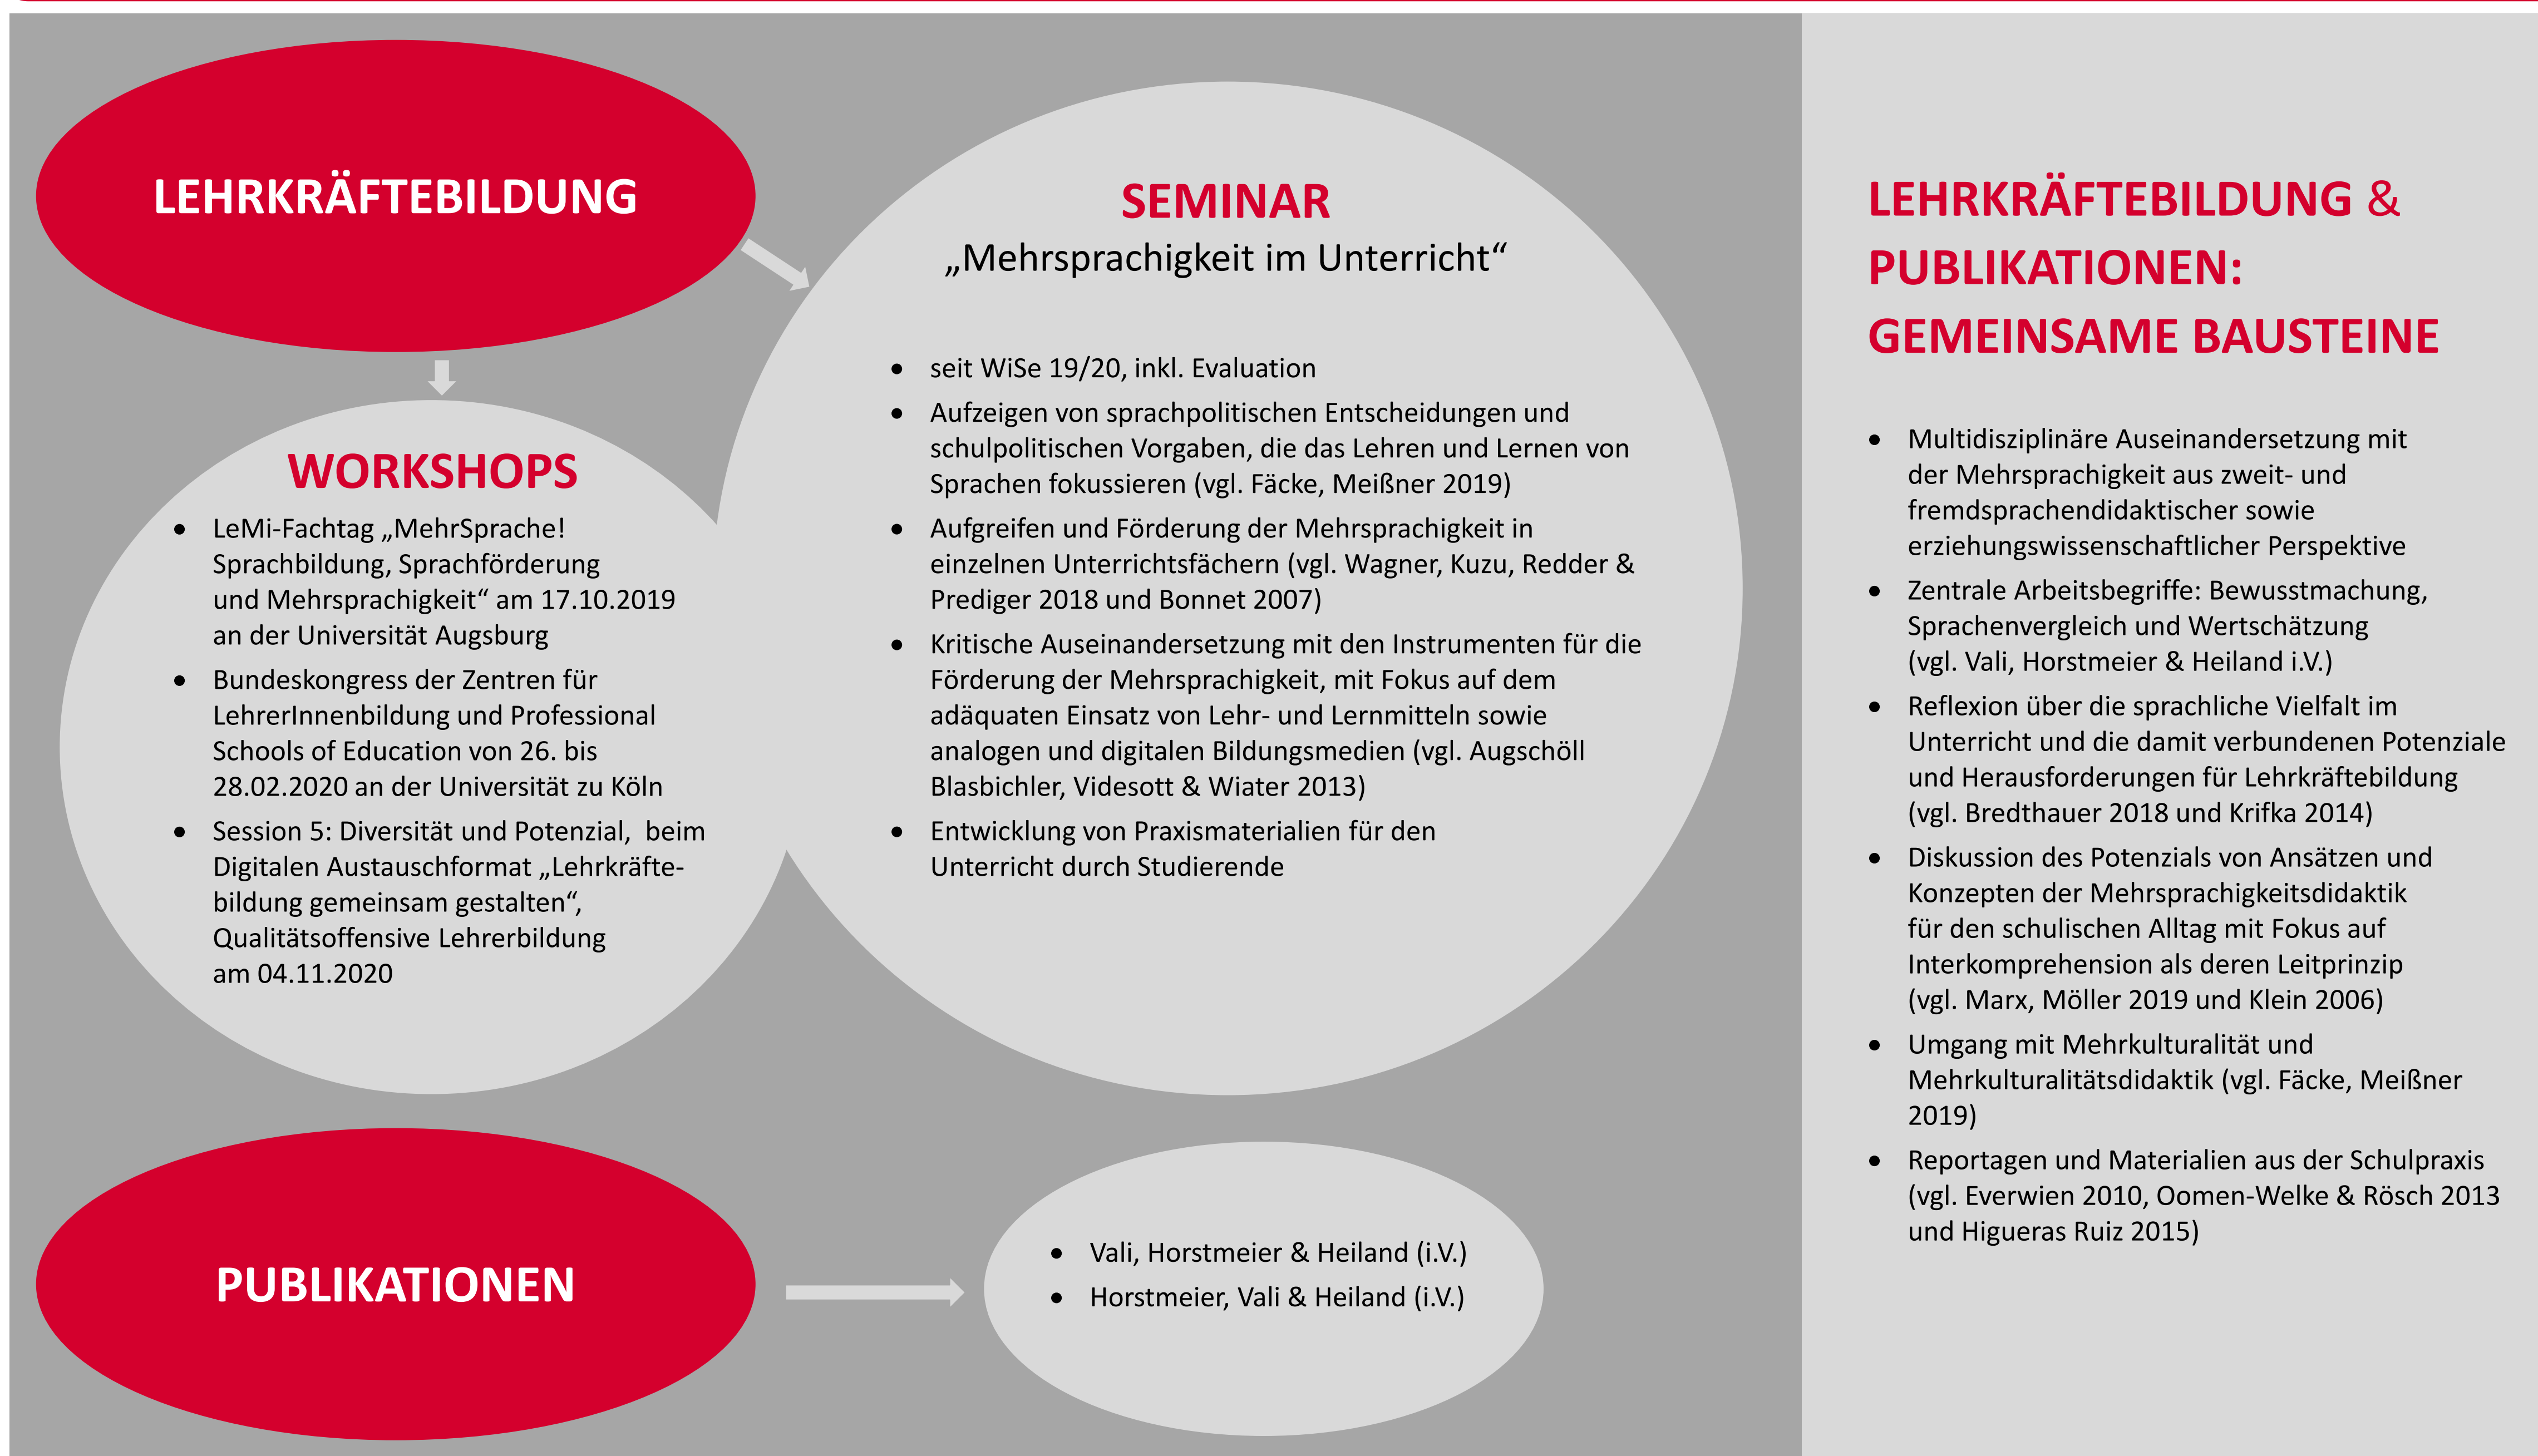 LEHRKRÄFTEBILDUNG
WORKSHOPS
• LeMi-Fachtag „MehrSprache!
Sprachbildung, Sprachförderung
und Mehrsprachigkeit“ am 17.10.2019
an der Universität Augsburg
• Bundeskongress der Zentren für
LehrerInnenbildung und Professional
Schools of Education von 26. bis
28.02.2020 an der Universität zu Köln
• Session 5: Diversität und Potenzial, beim
Digitalen Austauschformat „Lehrkräfte-
bildung gemeinsam gestalten“,
Qualitätsoffensive Lehrerbildung
am 04.11.2020
SEMINAR
„Mehrsprachigkeit im Unterricht“
• seit WiSe 19/20, inkl. Evaluation
• Aufzeigen von sprachpolitischen Entscheidungen und
schulpolitischen Vorgaben, die das Lehren und Lernen von
Sprachen fokussieren (vgl. Fäcke, Meißner 2019)
• Aufgreifen und Förderung der Mehrsprachigkeit in
einzelnen Unterrichtsfächern (vgl. Wagner, Kuzu, Redder &
Prediger 2018 und Bonnet 2007)
• Kritische Auseinandersetzung mit den Instrumenten für die
Förderung der Mehrsprachigkeit, mit Fokus auf dem
adäquaten Einsatz von Lehr- und Lernmitteln sowie
analogen und digitalen Bildungsmedien (vgl. Augschöll
Blasbichler, Videsott & Wiater 2013)
• Entwicklung von Praxismaterialien für den
Unterricht durch Studierende
PUBLIKATIONEN
• Vali, Horstmeier & Heiland (i.V.)
• Horstmeier, Vali & Heiland (i.V.)
LEHRKRÄFTEBILDUNG &
PUBLIKATIONEN:
GEMEINSAME BAUSTEINE
• Multidisziplinäre Auseinandersetzung mit
der Mehrsprachigkeit aus zweit- und
fremdsprachendidaktischer sowie
erziehungswissenschaftlicher Perspektive
• Zentrale Arbeitsbegriffe: Bewusstmachung,
Sprachenvergleich und Wertschätzung
(vgl. Vali, Horstmeier & Heiland i.V.)
• Reflexion über die sprachliche Vielfalt im
Unterricht und die damit verbundenen Potenziale
und Herausforderungen für Lehrkräftebildung
(vgl. Bredthauer 2018 und Krifka 2014)
• Diskussion des Potenzials von Ansätzen und
Konzepten der Mehrsprachigkeitsdidaktik
für den schulischen Alltag mit Fokus auf
Interkomprehension als deren Leitprinzip
(vgl. Marx, Möller 2019 und Klein 2006)
• Umgang mit Mehrkulturalität und
Mehrkulturalitätsdidaktik (vgl. Fäcke, Meißner
2019)
• Reportagen und Materialien aus der Schulpraxis
(vgl. Everwien 2010, Oomen-Welke & Rösch 2013
und Higueras Ruiz 2015)